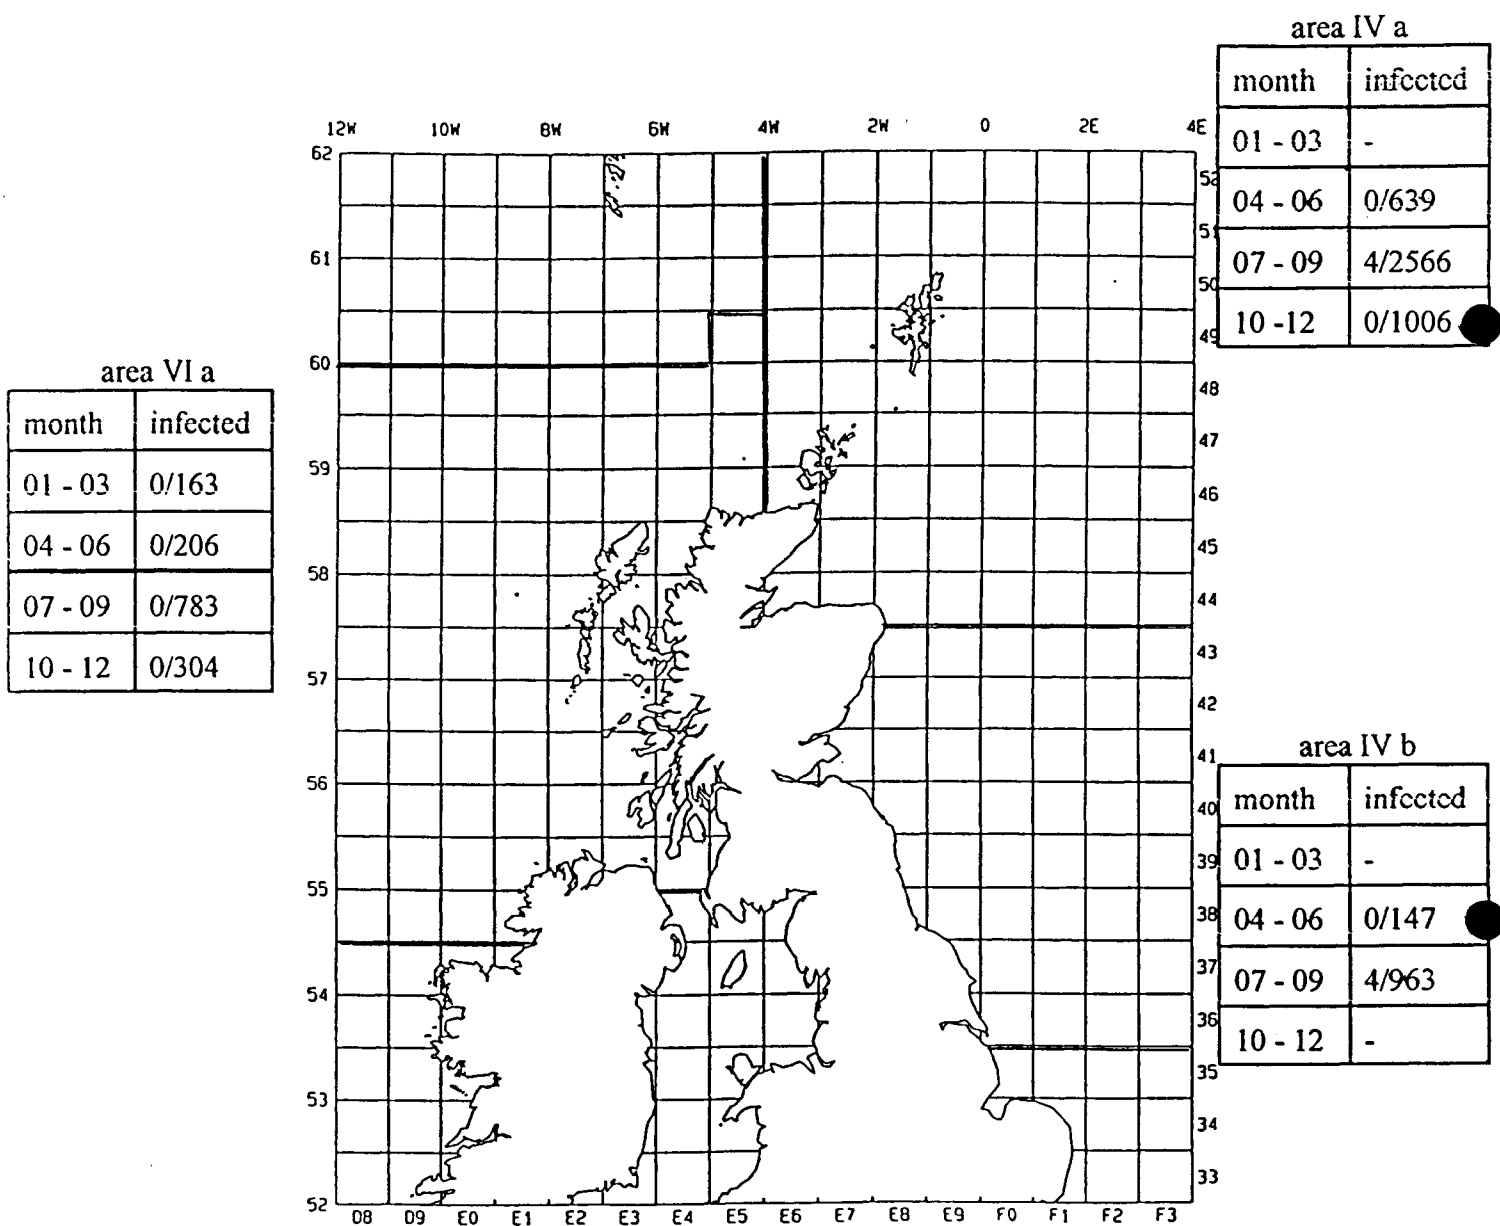 area IV a
month infected
01 - 03 -
04 - 06 0/639
07 - 09 4/2566
10 -12 0/1006
12W 10W 8W 6W 4W 2W 0 2E 4E
62
61
60
59
58
57
56
55
54
53
52
52
51
50
49
48
47
46
45
44
43
42
41
40
39
38
37
36
35
34
33
area VI a
month infected
01 - 03 0/163
04 - 06 0/206
07 - 09 0/783
10 - 12 0/304
area IV b
month infected
01 - 03 -
04 - 06 0/147
07 - 09 4/963
10 - 12 -
D8 D9 E0 E1 E2 E3 E4 E5 E6 E7 E8 E9 F0 F1 F2 F3